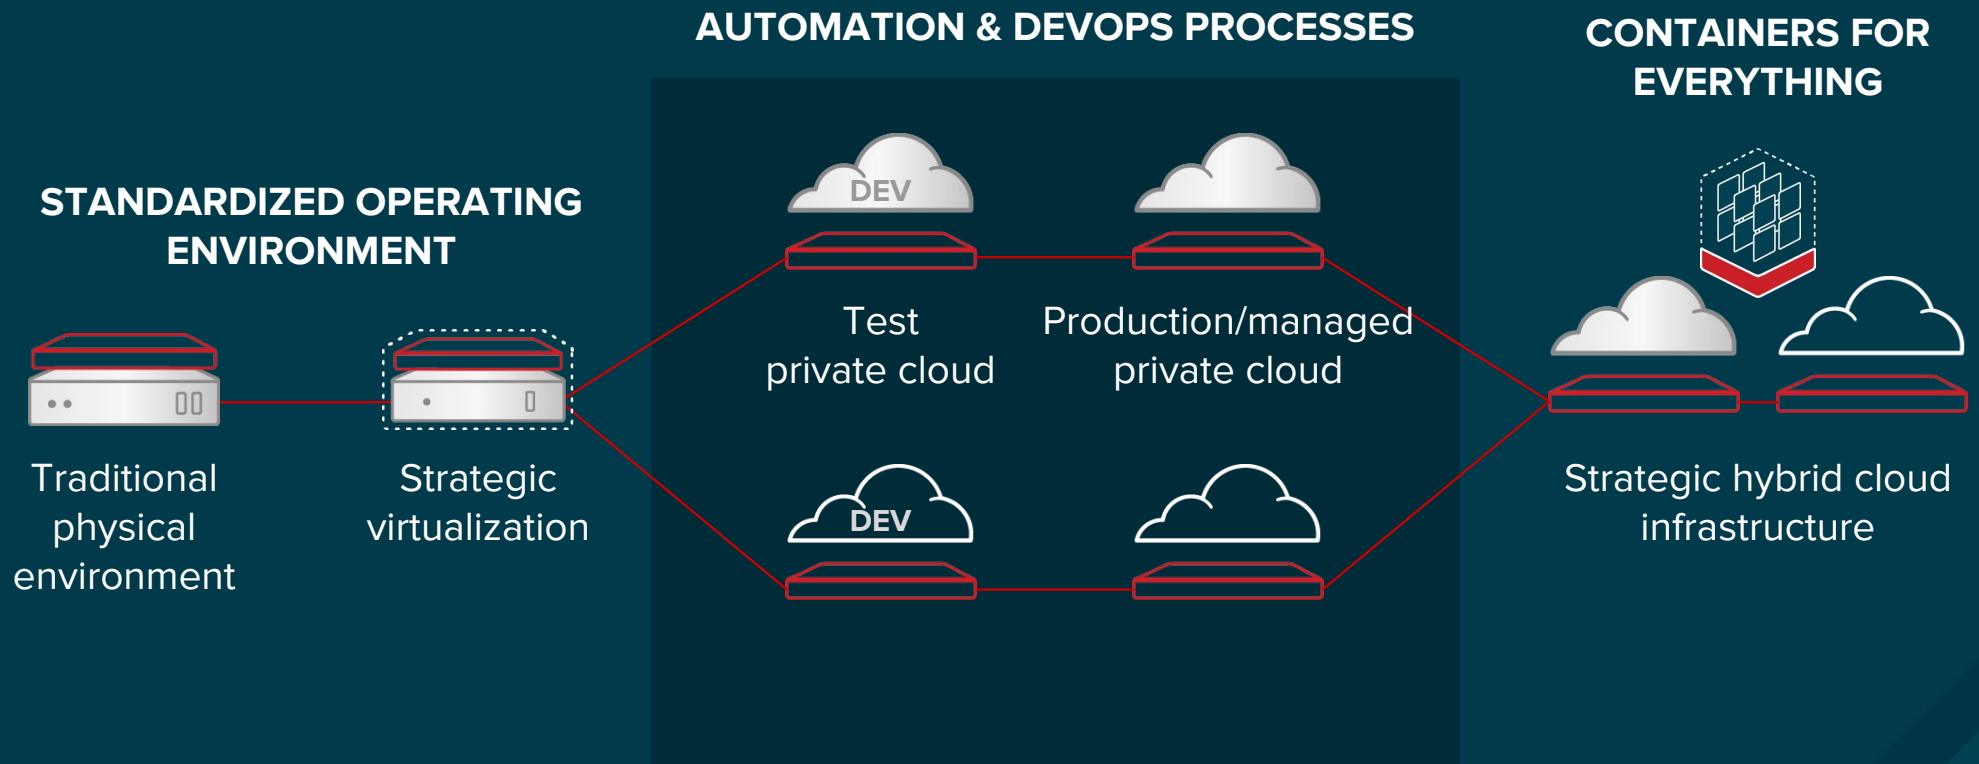 STANDARDIZED OPERATING
ENVIRONMENT
Traditional
physical
environment
Strategic
virtualization
AUTOMATION & DEVOPS PROCESSES
DEV
Test
private cloud
Production/managed
private cloud
DEV
CONTAINERS FOR
EVERYTHING
Strategic hybrid cloud
infrastructure